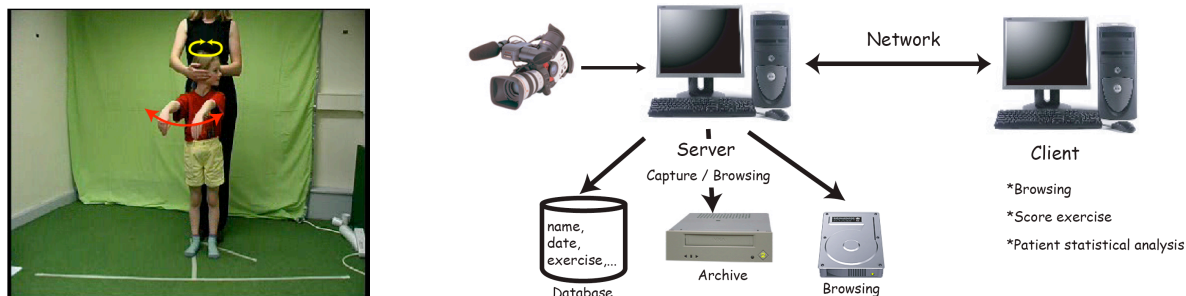 Network
Server
Capture / Browsing
Client
*Browsing
*Score exercise
*Patient statistical analysis
name,
date,
exercise,...
Database
Archive
Browsing